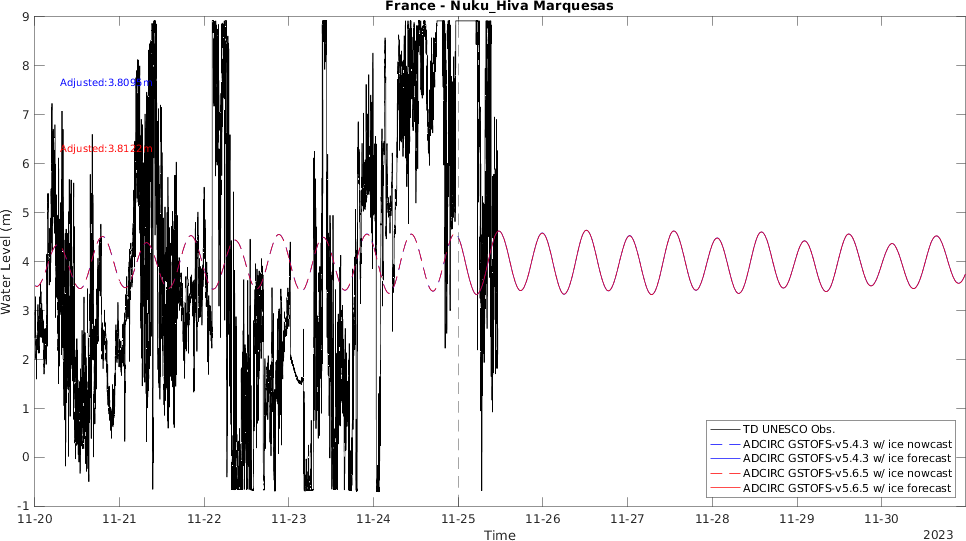 France - Nuku_Hiva Marquesas
9
8
7
6
5
4
3
2
1
0
-1
Water Level (m)
Adjusted:3.8095m
Adjusted:3.8122m
TD UNESCO Obs.
ADCIRC GSTOFS-v5.4.3 w/ ice nowcast
ADCIRC GSTOFS-v5.4.3 w/ ice forecast
ADCIRC GSTOFS-v5.6.5 w/ ice nowcast
ADCIRC GSTOFS-v5.6.5 w/ ice forecast
11-20 11-21 11-22 11-23 11-24 11-25 11-26 11-27 11-28 11-29 11-30
Time
2023